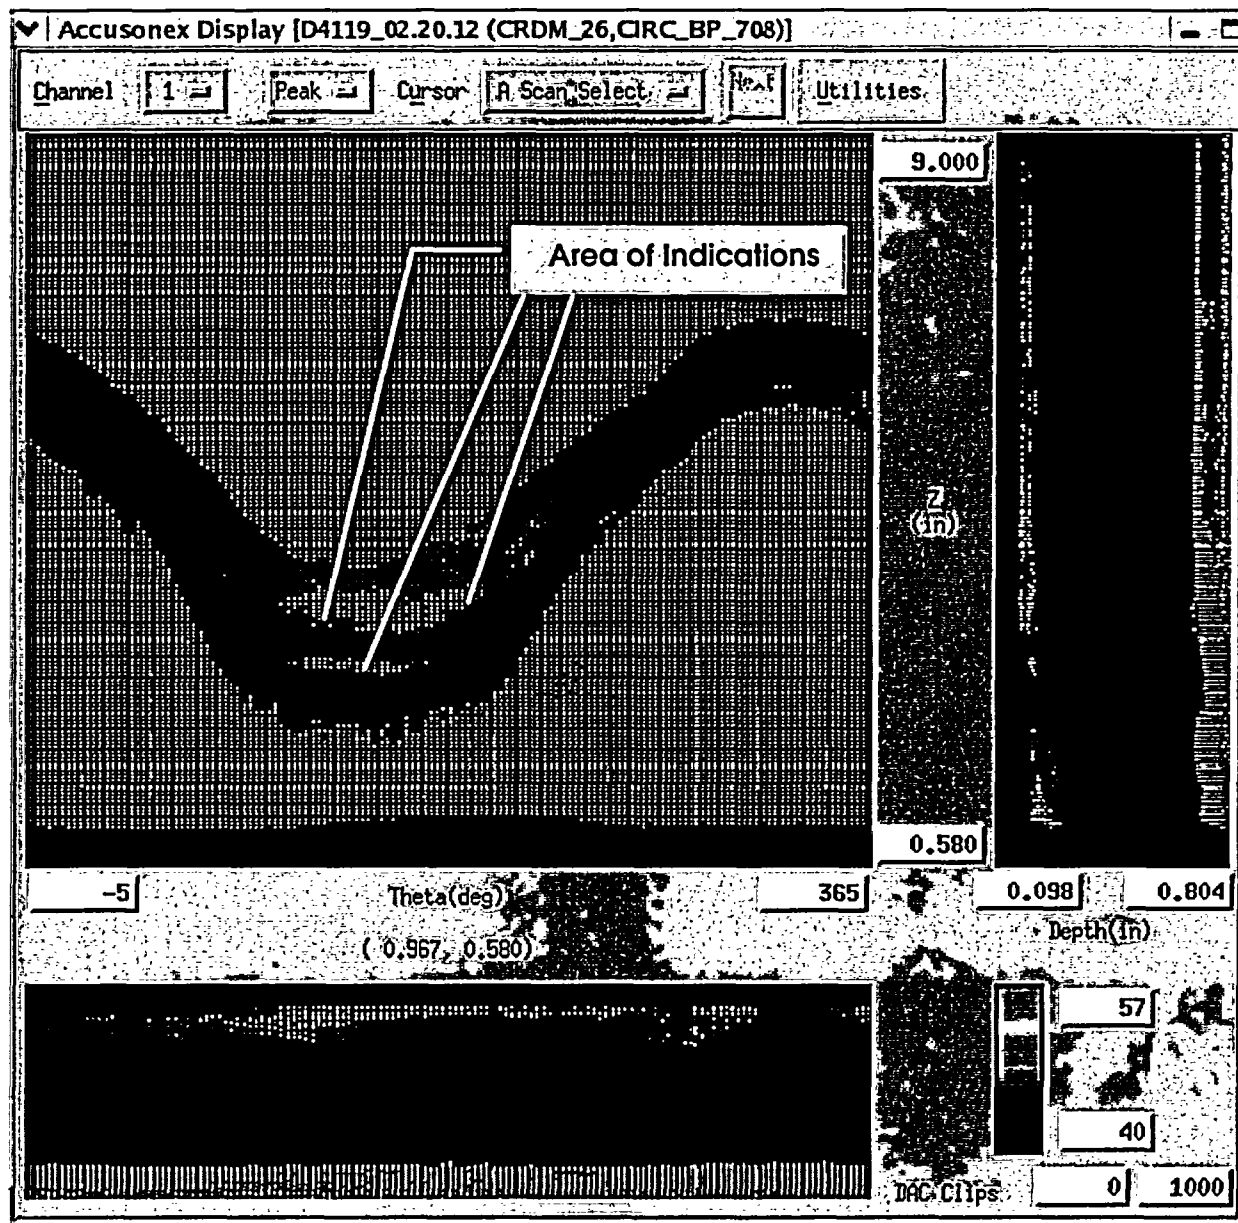 Accusonex Display [D4119_02.20.12 (CRDM_26,CIRC_BP_708)]
Channel 1 Peak Cursor A Scan Select Utilities
9.000
Area of Indications
Z
(in)
0.580
-5 Theta(deg) 365 0.098 0.804
Depth(in)
( 0.967, 0.580)
57
40
DAC Clips 0 1000